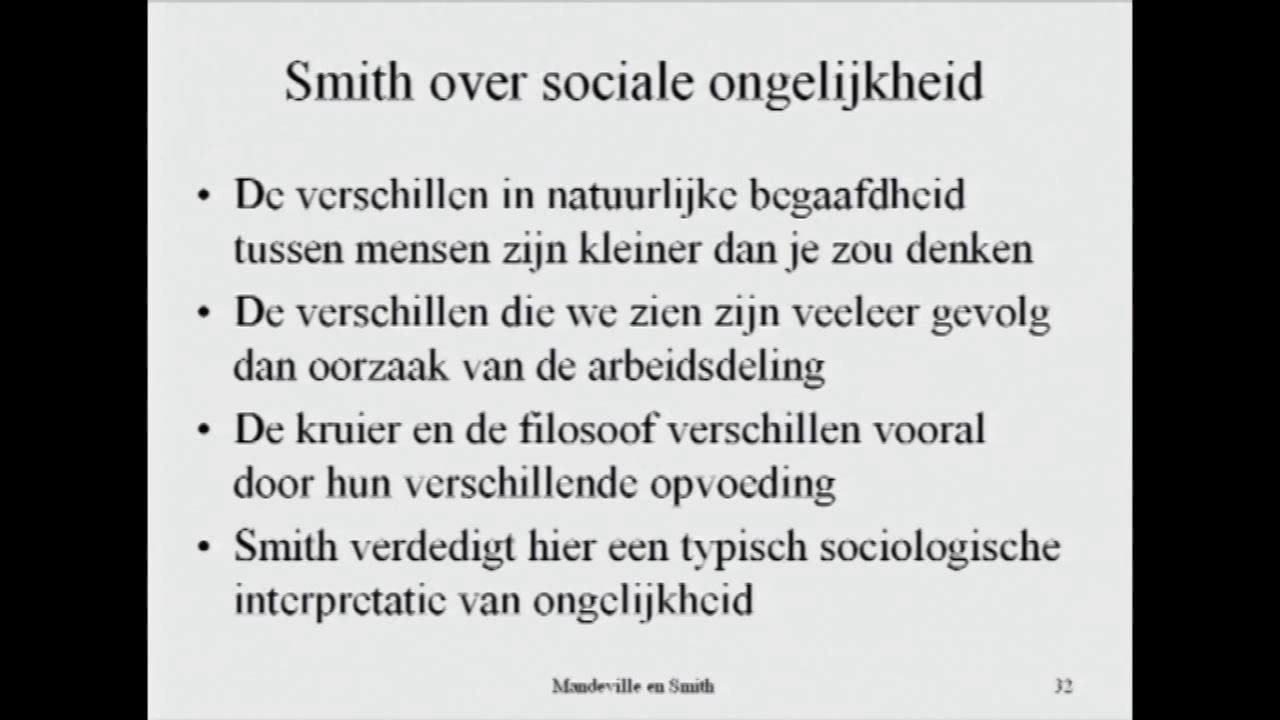 Smith over sociale ongelijkheid
• De verschillen in natuurlijke begaafdheid
tussen mensen zijn kleiner dan je zou denken
• De verschillen die we zien zijn veeleer gevolg
dan oorzaak van de arbeidsdeling
• De kruier en de filosoof verschillen vooral
door hun verschillende opvoeding
• Smith verdedigt hier een typisch sociologische
interpretatie van ongelijkheid
Mandeville en Smith
32